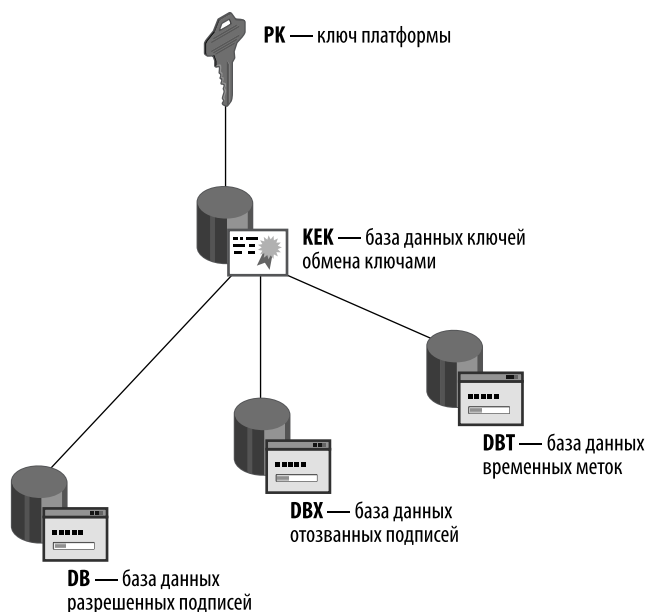 PK — ключ платформы
KEK — база данных ключей
обмена ключами
DBT — база данных
временных меток
DBX — база данных
отозванных подписей
DB — база данных
разрешенных подписей